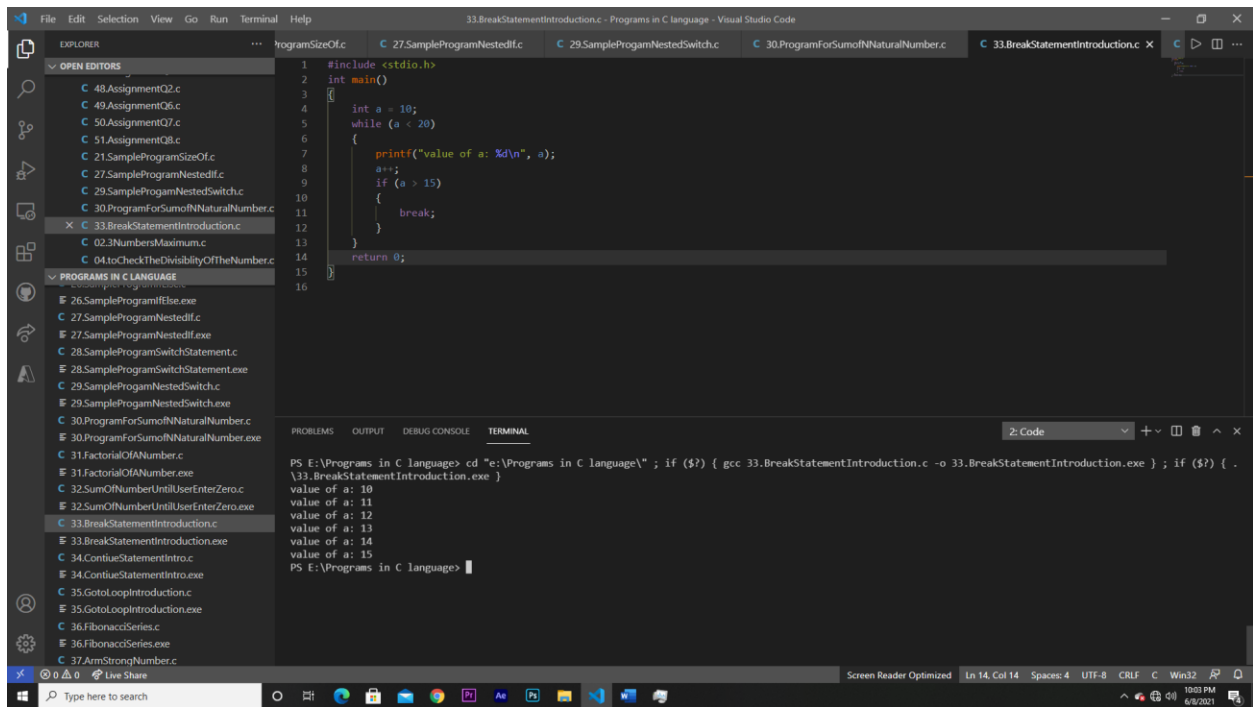 File Edit Selection View Go Run Terminal Help
33.BreakStatementIntroduction.c - Programs in C language - Visual Studio Code
EXPLORER
OPEN EDITORS
C 48.AssignmentQ2.c
C 49.AssignmentQ6.c
C 50.AssignmentQ7.c
C 51.AssignmentQ8.c
C 21.SampleProgramSizeOf.c
C 27.SampleProgramNestedIf.c
C 29.SampleProgamNestedSwitch.c
C 30.ProgramForSumofNNaturalNumber.c
C 33.BreakStatementIntroduction.c
C 02.3NumbersMaximum.c
C 04.toCheckTheDivisiblityOfTheNumber.c
PROGRAMS IN C LANGUAGE
26.SampleProgramIfElse.exe
C 27.SampleProgramNestedIf.c
27.SampleProgramNestedIf.exe
C 28.SampleProgramSwitchStatement.c
28.SampleProgramSwitchStatement.exe
C 29.SampleProgamNestedSwitch.c
29.SampleProgamNestedSwitch.exe
C 30.ProgramForSumofNNaturalNumber.c
30.ProgramForSumofNNaturalNumber.exe
C 31.FactorialOfANumber.c
31.FactorialOfANumber.exe
C 32.SumOfNumberUntilUserEnterZero.c
32.SumOfNumberUntilUserEnterZero.exe
C 33.BreakStatementIntroduction.c
33.BreakStatementIntroduction.exe
C 34.ContiueStatementIntro.c
34.ContiueStatementIntro.exe
C 35.GotoLoopIntroduction.c
35.GotoLoopIntroduction.exe
C 36.FibonacciSeries.c
36.FibonacciSeries.exe
C 37.ArmStrongNumber.c
rogramSizeOf.c C 27.SampleProgramNestedIf.c C 29.SampleProgamNestedSwitch.c C 30.ProgramForSumofNNaturalNumber.c C 33.BreakStatementIntroduction.c C
1 #include <stdio.h>
2 int main()
3 {
4 int a = 10;
5 while (a < 20)
6 {
7 printf("value of a: %d\n", a);
8 a++;
9 if (a > 15)
10 {
11 break;
12 }
13 }
14 return 0;
15 }
16
PROBLEMS OUTPUT DEBUG CONSOLE TERMINAL
2: Code
PS E:\Programs in C language> cd "e:\Programs in C language\" ; if ($?) { gcc 33.BreakStatementIntroduction.c -o 33.BreakStatementIntroduction.exe } ; if ($?) { .
\33.BreakStatementIntroduction.exe }
value of a: 10
value of a: 11
value of a: 12
value of a: 13
value of a: 14
value of a: 15
PS E:\Programs in C language>
0 0 Live Share
Screen Reader Optimized Ln 14, Col 14 Spaces: 4 UTF-8 CRLF C Win32
Type here to search
Pr Ae Ps
10:03 PM
6/8/2021
4